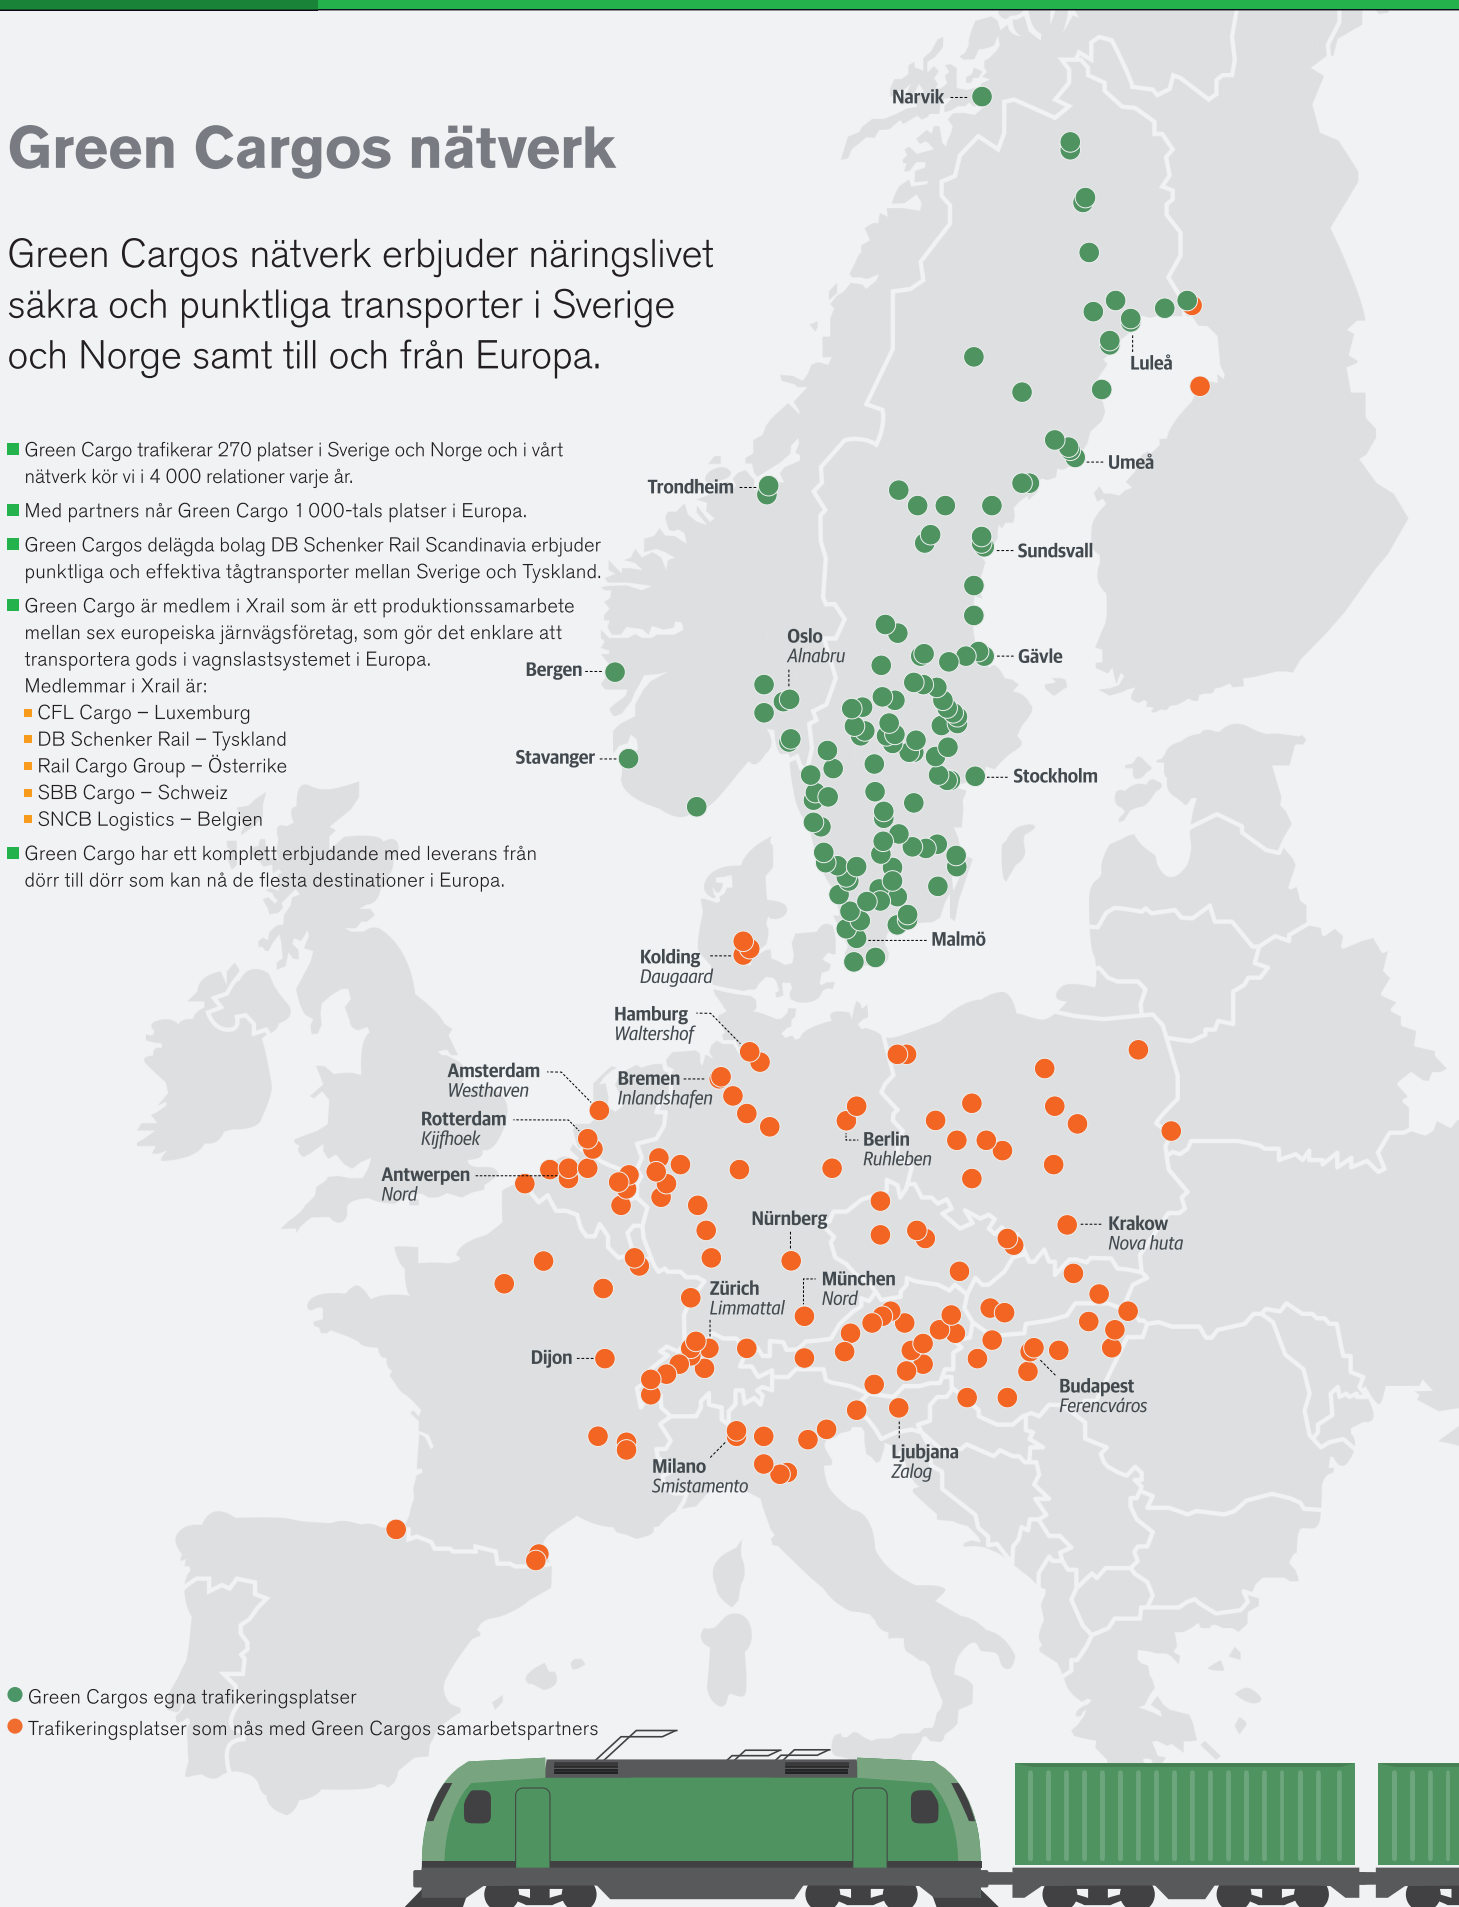 Green Cargos nätverk
Green Cargos nätverk erbjuder näringslivet
säkra och punktliga transporter i Sverige
och Norge samt till och från Europa.
Green Cargo trafikerar 270 platser i Sverige och Norge och i vårt
nätverk kör vi i 4 000 relationer varje år.
Med partners når Green Cargo 1 000-tals platser i Europa.
Green Cargos delägda bolag DB Schenker Rail Scandinavia erbjuder
punktliga och effektiva tågtransporter mellan Sverige och Tyskland.
Green Cargo är medlem i Xrail som är ett produktionssamarbete
mellan sex europeiska järnvägsföretag, som gör det enklare att
transportera gods i vagnslastsystemet i Europa.
Medlemmar i Xrail är:
CFL Cargo – Luxemburg
DB Schenker Rail – Tyskland
Rail Cargo Group – Österrike
SBB Cargo – Schweiz
SNCB Logistics – Belgien
Green Cargo har ett komplett erbjudande med leverans från
dörr till dörr som kan nå de flesta destinationer i Europa.
Narvik
Luleå
Umeå
Trondheim
Sundsvall
Oslo
Alnabru
Gävle
Bergen
Stavanger
Stockholm
Malmö
Kolding
Daugaard
Hamburg
Waltershof
Amsterdam
Westhaven
Bremen
Inlandshafen
Rotterdam
Kijfhoek
Berlin
Ruhleben
Antwerpen
Nord
Nürnberg
Krakow
Nova huta
München
Nord
Zürich
Limmattal
Dijon
Budapest
Ferencváros
Ljubjana
Zalog
Milano
Smistamento
Green Cargos egna trafikeringsplatser
Trafikeringsplatser som nås med Green Cargos samarbetspartners